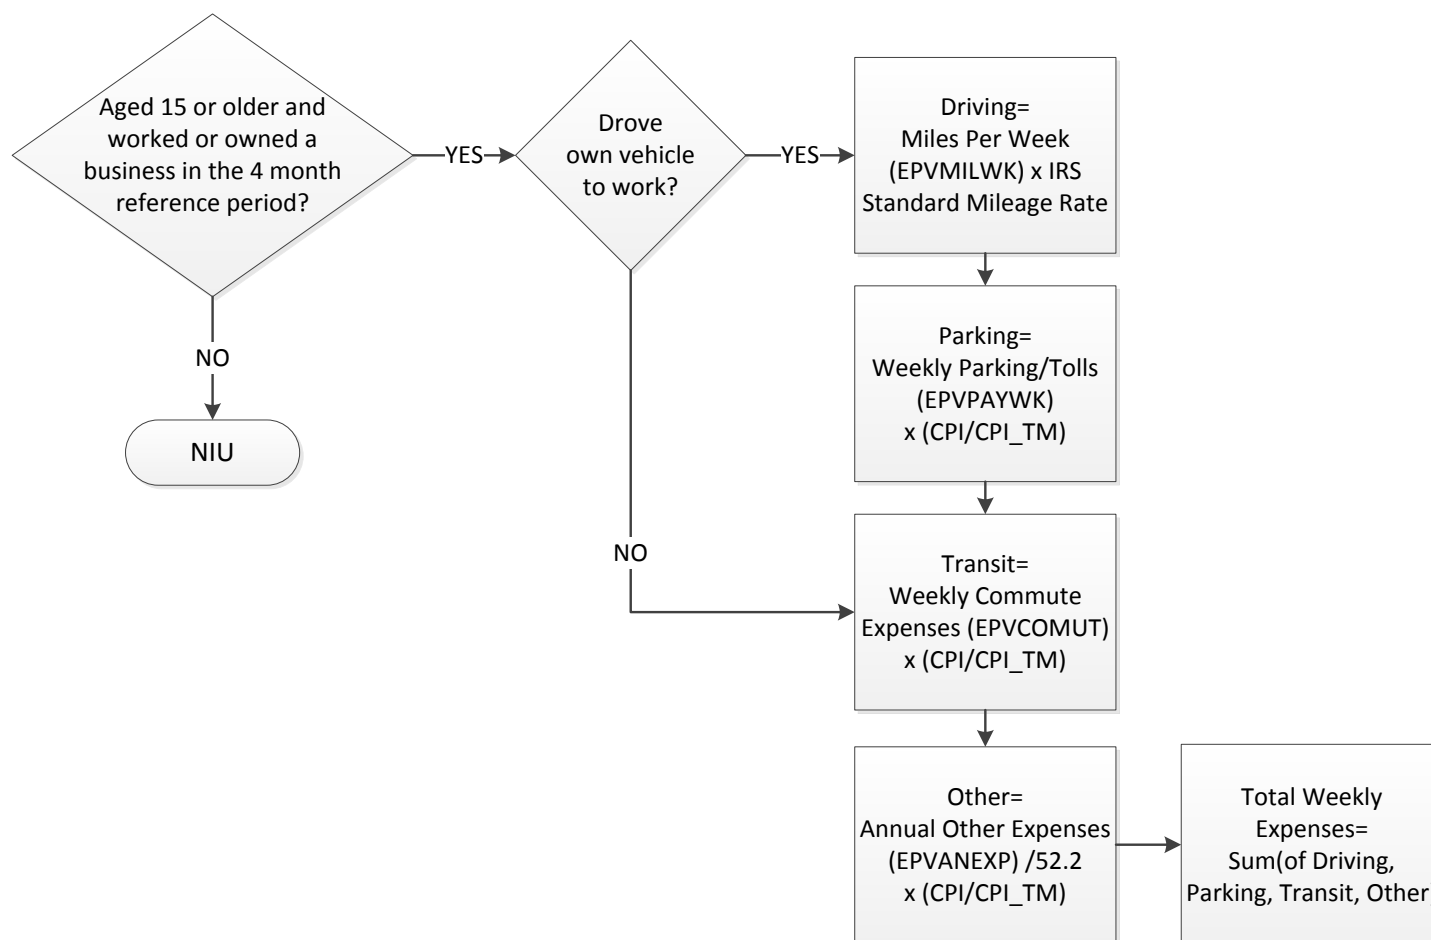 Aged 15 or older and
worked or owned a
business in the 4 month
reference period?
YES
Drove
own vehicle
to work?
YES
Driving=
Miles Per Week
(EPVMILWK) x IRS
Standard Mileage Rate
NO
NIU
Parking=
Weekly Parking/Tolls
(EPVPAYWK)
x (CPI/CPI_TM)
NO
Transit=
Weekly Commute
Expenses (EPVCOMUT)
x (CPI/CPI_TM)
Other=
Annual Other Expenses
(EPVANEXP) /52.2
x (CPI/CPI_TM)
Total Weekly
Expenses=
Sum(of Driving,
Parking, Transit, Other